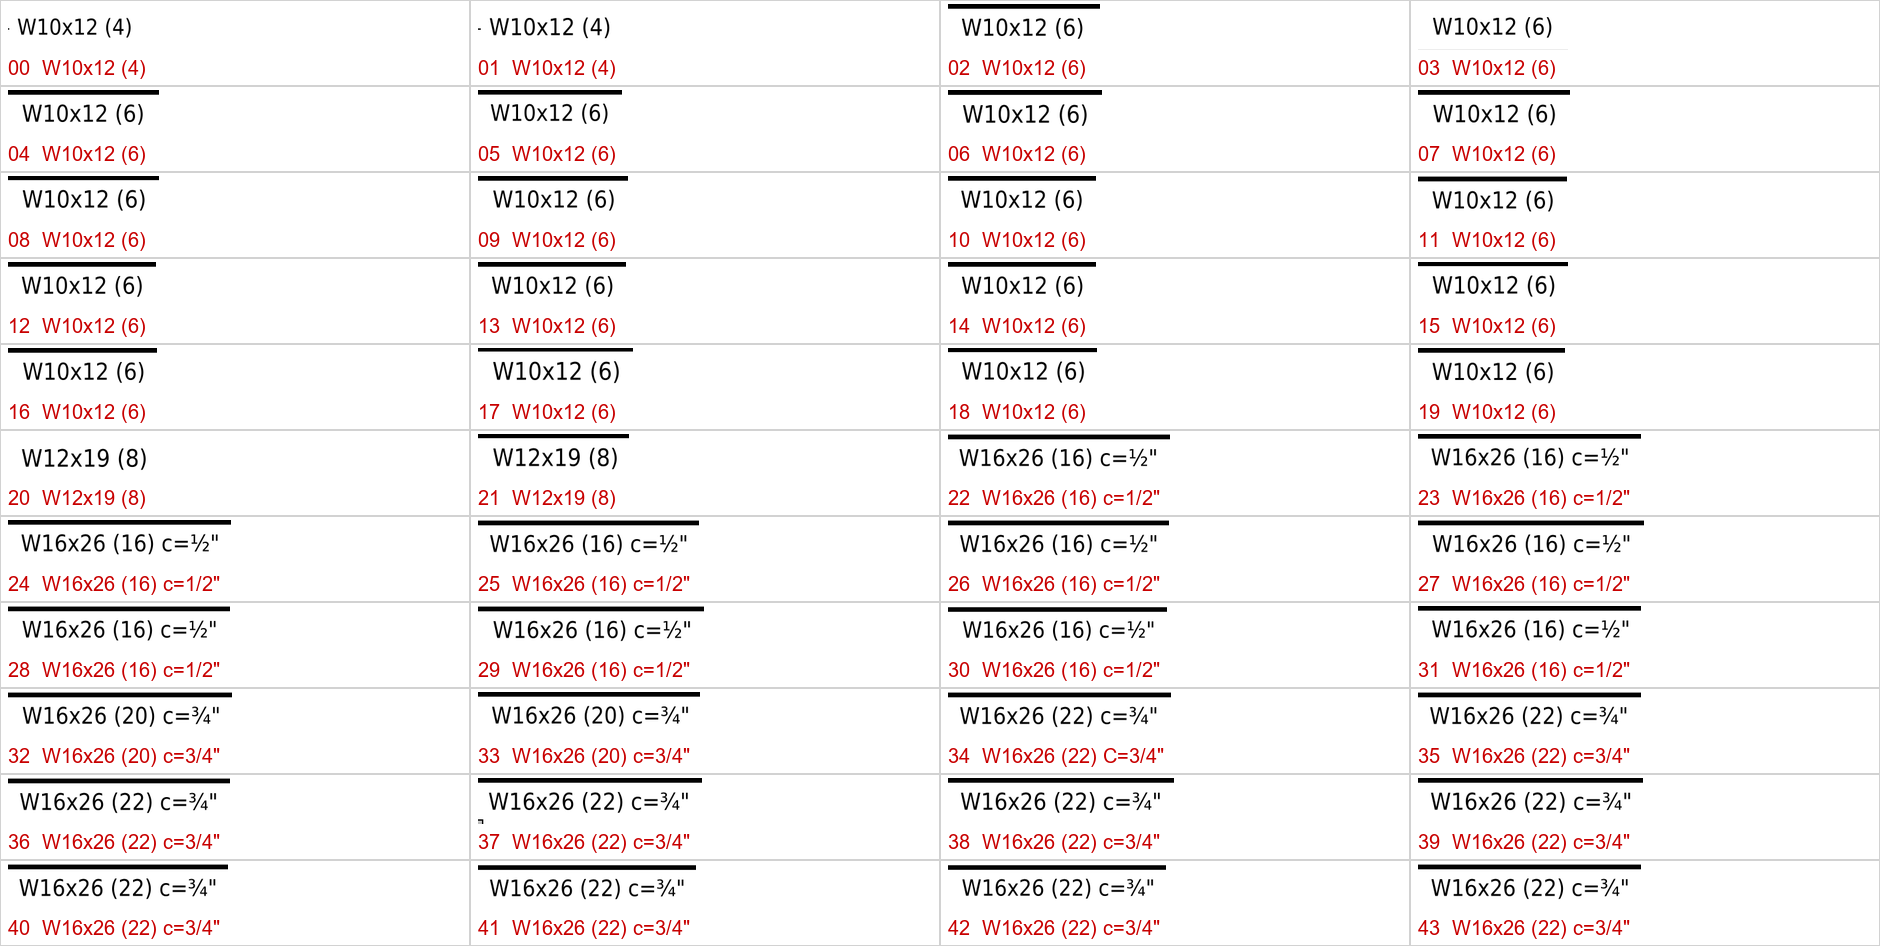 W10x12 (4)
00 W10x12 (4)
W10x12 (4)
01 W10x12 (4)
W10x12 (6)
02 W10x12 (6)
W10x12 (6)
03 W10x12 (6)
W10x12 (6)
04 W10x12 (6)
W10x12 (6)
05 W10x12 (6)
W10x12 (6)
06 W10x12 (6)
W10x12 (6)
07 W10x12 (6)
W10x12 (6)
08 W10x12 (6)
W10x12 (6)
09 W10x12 (6)
W10x12 (6)
10 W10x12 (6)
W10x12 (6)
11 W10x12 (6)
W10x12 (6)
12 W10x12 (6)
W10x12 (6)
13 W10x12 (6)
W10x12 (6)
14 W10x12 (6)
W10x12 (6)
15 W10x12 (6)
W10x12 (6)
16 W10x12 (6)
W10x12 (6)
17 W10x12 (6)
W10x12 (6)
18 W10x12 (6)
W10x12 (6)
19 W10x12 (6)
W12x19 (8)
20 W12x19 (8)
W12x19 (8)
21 W12x19 (8)
W16x26 (16) c=½"
22 W16x26 (16) c=1/2"
W16x26 (16) c=½"
23 W16x26 (16) c=1/2"
W16x26 (16) c=½"
24 W16x26 (16) c=1/2"
W16x26 (16) c=½"
25 W16x26 (16) c=1/2"
W16x26 (16) c=½"
26 W16x26 (16) c=1/2"
W16x26 (16) c=½"
27 W16x26 (16) c=1/2"
W16x26 (16) c=½"
28 W16x26 (16) c=1/2"
W16x26 (16) c=½"
29 W16x26 (16) c=1/2"
W16x26 (16) c=½"
30 W16x26 (16) c=1/2"
W16x26 (16) c=½"
31 W16x26 (16) c=1/2"
W16x26 (20) c=¾"
32 W16x26 (20) c=3/4"
W16x26 (20) c=¾"
33 W16x26 (20) c=3/4"
W16x26 (22) c=¾"
34 W16x26 (22) C=3/4"
W16x26 (22) c=¾"
35 W16x26 (22) c=3/4"
W16x26 (22) c=¾"
36 W16x26 (22) c=3/4"
W16x26 (22) c=¾"
37 W16x26 (22) c=3/4"
W16x26 (22) c=¾"
38 W16x26 (22) c=3/4"
W16x26 (22) c=¾"
39 W16x26 (22) c=3/4"
W16x26 (22) c=¾"
40 W16x26 (22) c=3/4"
W16x26 (22) c=¾"
41 W16x26 (22) c=3/4"
W16x26 (22) c=¾"
42 W16x26 (22) c=3/4"
W16x26 (22) c=¾"
43 W16x26 (22) c=3/4"